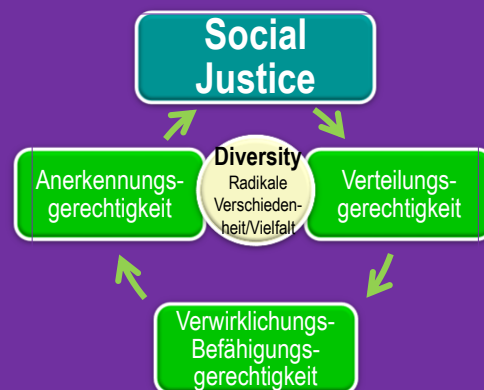 Social
Justice
Anerkennungs-
gerechtigkeit
Diversity
Radikale
Verschieden-
heit/Vielfalt
Verteilungs-
gerechtigkeit
Verwirklichungs-
Befähigungs-
gerechtigkeit